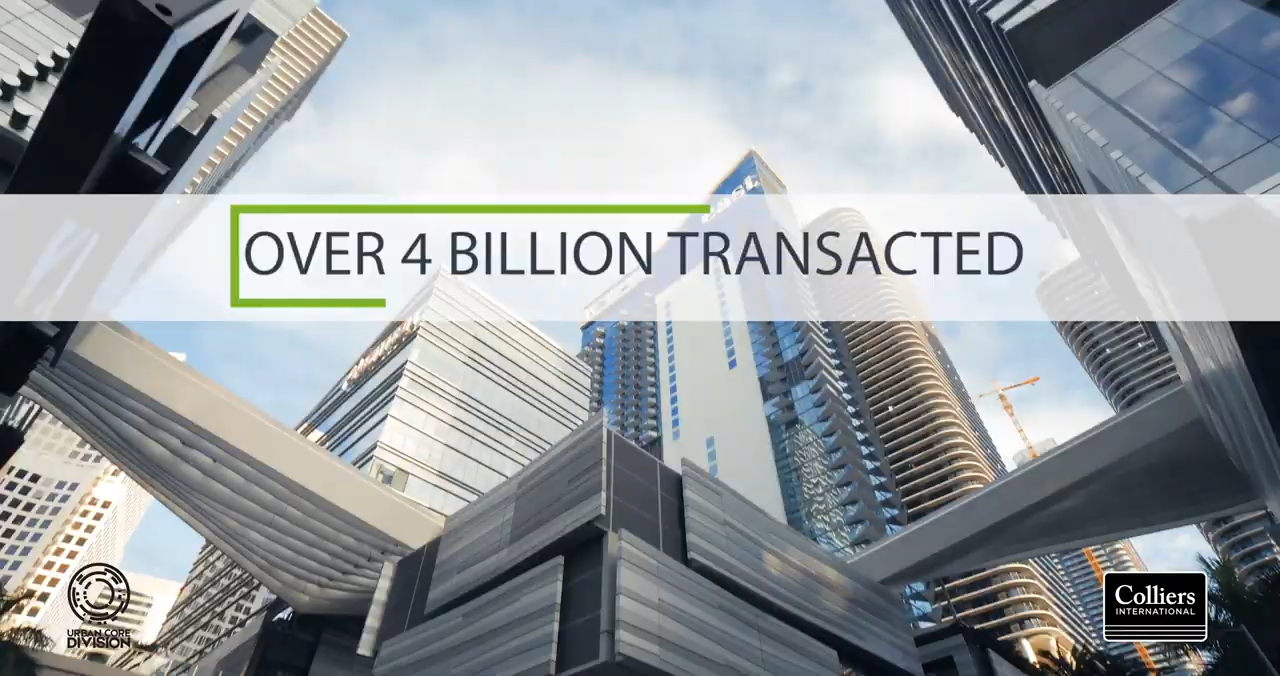 OVER 4 BILLION TRANSACTED
URBAN CORE
DIVISION
Colliers
INTERNATIONAL